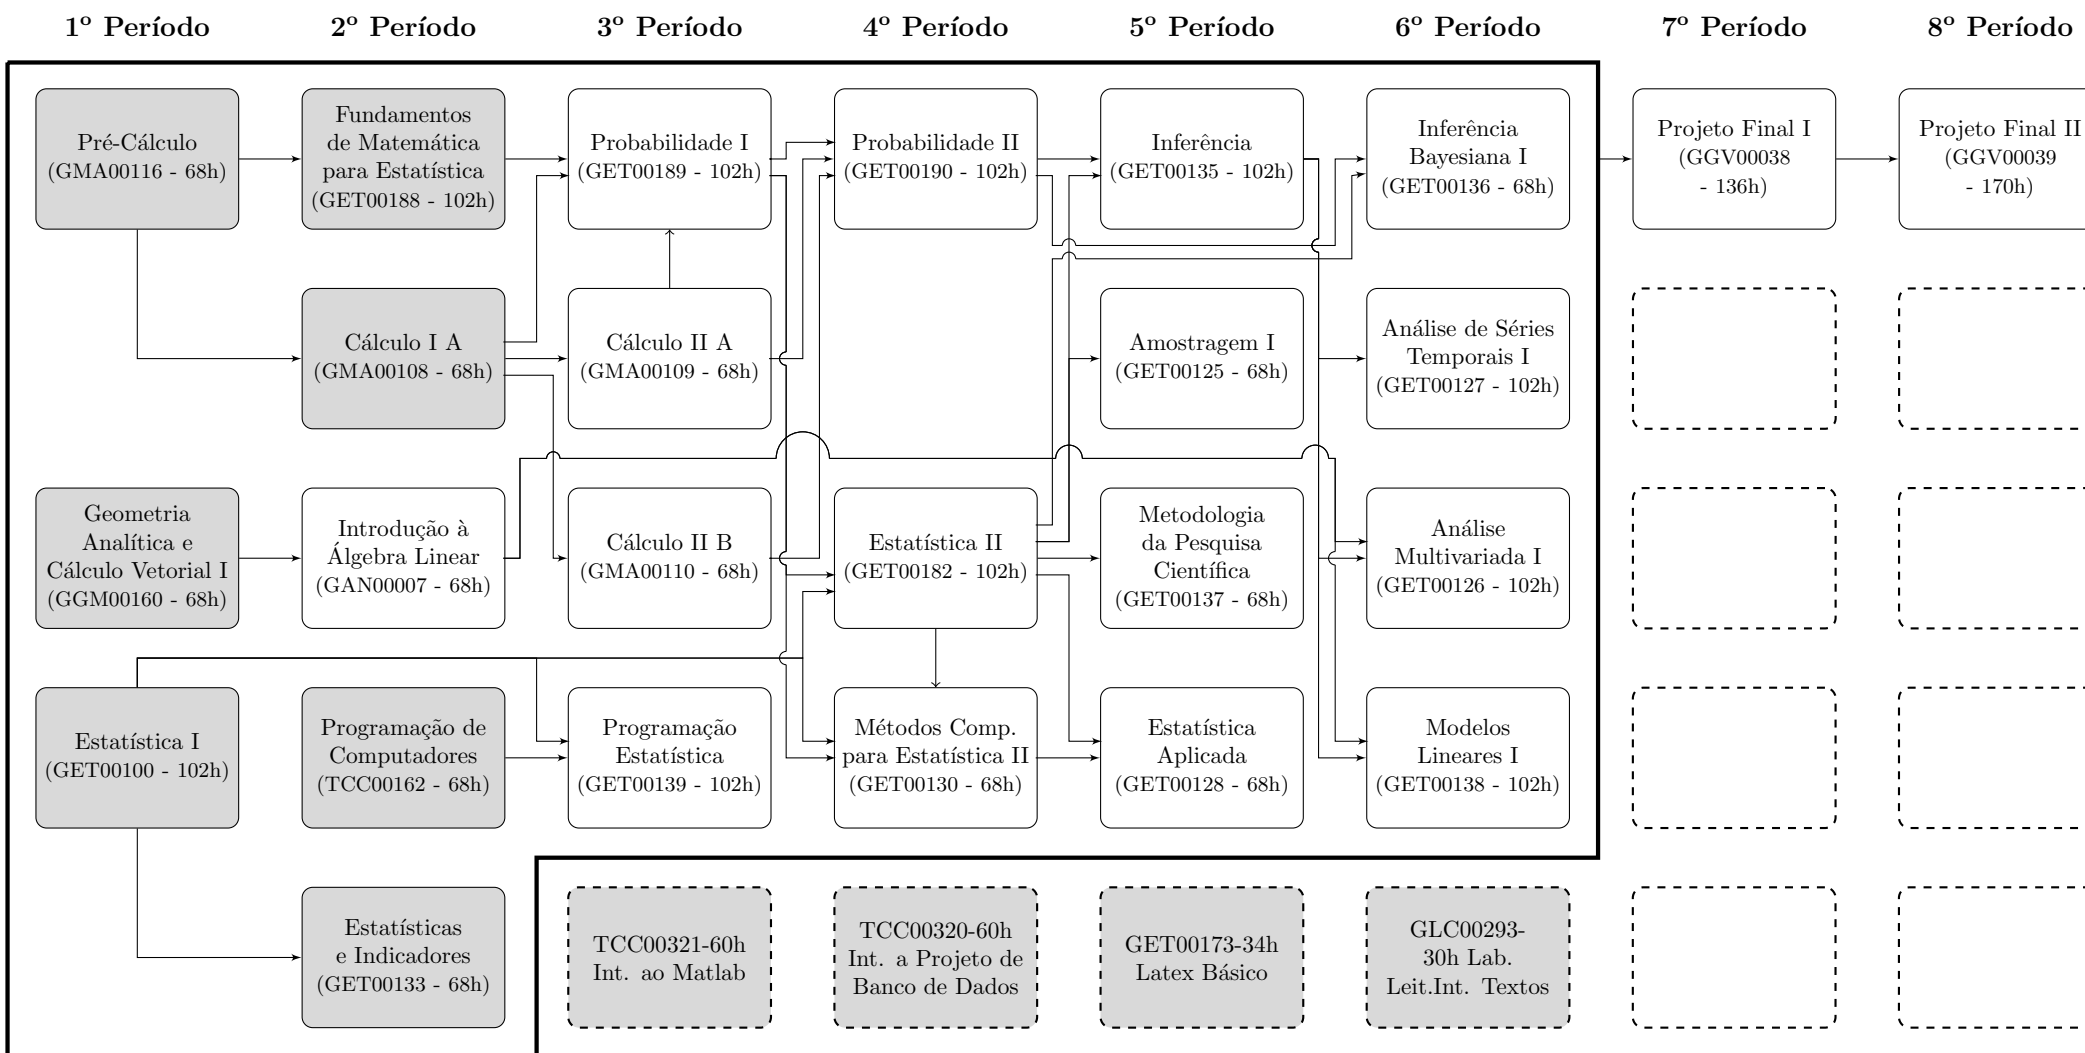 1º Período
2º Período
3º Período
4º Período
5º Período
6º Período
7º Período
8º Período
Pré-Cálculo
(GMA00116 - 68h)
Fundamentos
de Matemática
para Estatística
(GET00188 - 102h)
Probabilidade I
(GET00189 - 102h)
Probabilidade II
(GET00190 - 102h)
Inferência
(GET00135 - 102h)
Inferência
Bayesiana I
(GET00136 - 68h)
Projeto Final I
(GGV00038
- 136h)
Projeto Final II
(GGV00039
- 170h)
Cálculo I A
(GMA00108 - 68h)
Cálculo II A
(GMA00109 - 68h)
Amostragem I
(GET00125 - 68h)
Análise de Séries
Temporais I
(GET00127 - 102h)
Geometria
Analítica e
Cálculo Vetorial I
(GGM00160 - 68h)
Introdução à
Álgebra Linear
(GAN00007 - 68h)
Cálculo II B
(GMA00110 - 68h)
Estatística II
(GET00182 - 102h)
Metodologia
da Pesquisa
Científica
(GET00137 - 68h)
Análise
Multivariada I
(GET00126 - 102h)
Estatística I
(GET00100 - 102h)
Programação de
Computadores
(TCC00162 - 68h)
Programação
Estatística
(GET00139 - 102h)
Métodos Comp.
para Estatística II
(GET00130 - 68h)
Estatística
Aplicada
(GET00128 - 68h)
Modelos
Lineares I
(GET00138 - 102h)
Estatísticas
e Indicadores
(GET00133 - 68h)
TCC00321-60h
Int. ao Matlab
TCC00320-60h
Int. a Projeto de
Banco de Dados
GET00173-34h
Latex Básico
GLC00293-
30h Lab.
Leit.Int. Textos